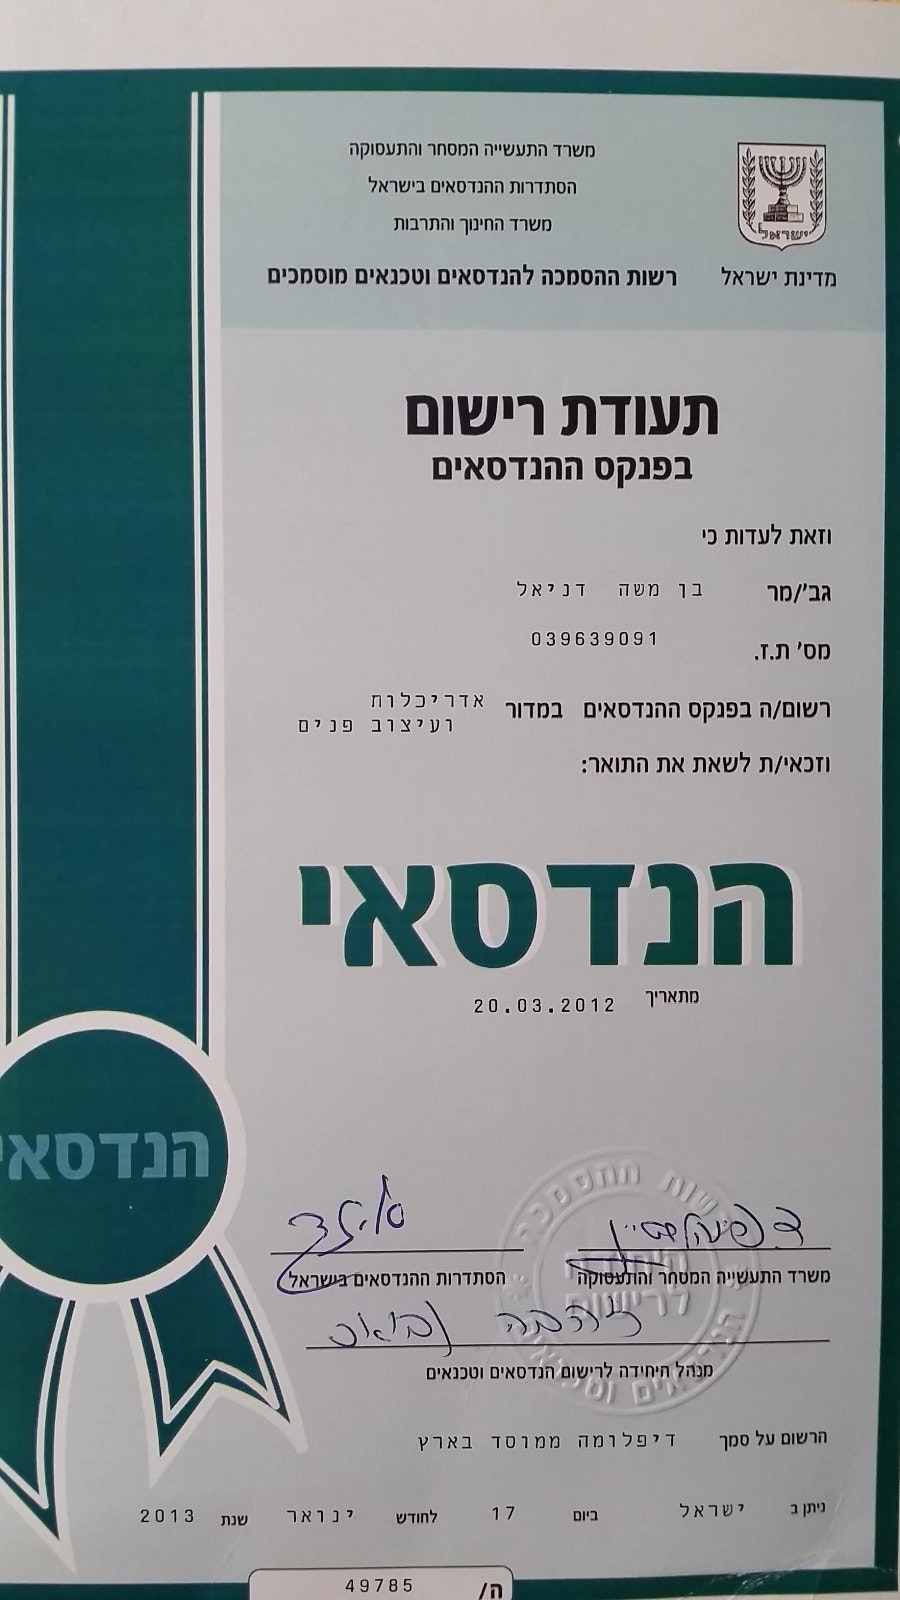 משרד התעשייה המסחר והתעסוקה
הסתדרות ההנדסאים בישראל
משרד החינוך והתרבות
רשות ההסמכה להנדסאים וטכנאים מוסמכים
ישראל
מדינת ישראל
תעודת רישום
בפנקס ההנדסאים
וזאת לעדות כי
גב'/מר בן משה דניאל
מס' ת.ז. 039639091
רשום/ה בפנקס ההנדסאים במדור אדריכלות
ועיצוב פנים
וזכאי/ת לשאת את התואר:
הנדסאי
מתאריך 20.03.2012
הנדסאי
משרד התעשייה המסחר והתעסוקה
הסתדרות ההנדסאים בישראל
מנהל היחידה לרישום הנדסאים וטכנאים
הרשום על סמך דיפלומה ממוסד בארץ
ניתן ב ישראל ביום 17 לחודש ינואר שנת 2013
ה/ 49785